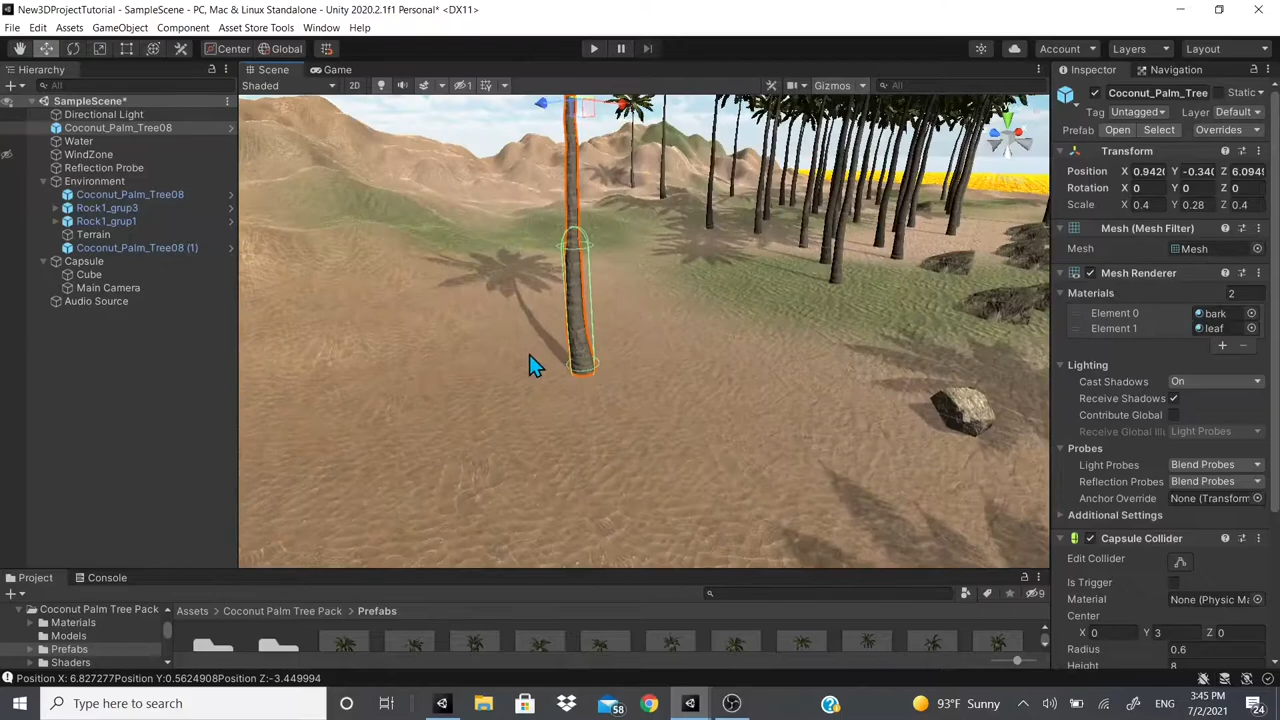 New3DProjectTutorial - SampleScene - PC, Mac & Linux Standalone - Unity 2020.2.1f1 Personal* <DX11>
File Edit Assets GameObject Component Asset Store Tools Window Help
Center Global Account Layers Layout
Hierarchy
All
SampleScene*
Directional Light
Coconut_Palm_Tree08
Water
WindZone
Reflection Probe
Environment
Coconut_Palm_Tree08
Rock1_grup3
Rock1_grup1
Terrain
Coconut_Palm_Tree08 (1)
Capsule
Cube
Main Camera
Audio Source
Scene Game
Shaded 2D 1 Gizmos All
Inspector Navigation
Coconut_Palm_Tree Static
Tag Untagged Layer Default
Prefab Open Select Overrides
Transform
Position X 0.9420 Y -0.340 Z 6.0949
Rotation X 0 Y 0 Z 0
Scale X 0.4 Y 0.28 Z 0.4
Mesh (Mesh Filter)
Mesh Mesh
Mesh Renderer
Materials 2
Element 0 bark
Element 1 leaf
Lighting
Cast Shadows On
Receive Shadows
Contribute Global
Receive Global Illu Light Probes
Probes
Light Probes Blend Probes
Reflection Probes Blend Probes
Anchor Override None (Transform
Additional Settings
Capsule Collider
Edit Collider
Is Trigger
Material None (Physic Ma
Center
X 0 Y 3 Z 0
Radius 0.6
Height 8
Project Console
9
Coconut Palm Tree Pack
Materials
Models
Prefabs
Shaders
Assets Coconut Palm Tree Pack Prefabs
Position X:6.827277Position Y:0.5624908Position Z:-3.449994
Type here to search
58
93°F Sunny
ENG
3:45 PM
7/2/2021
24